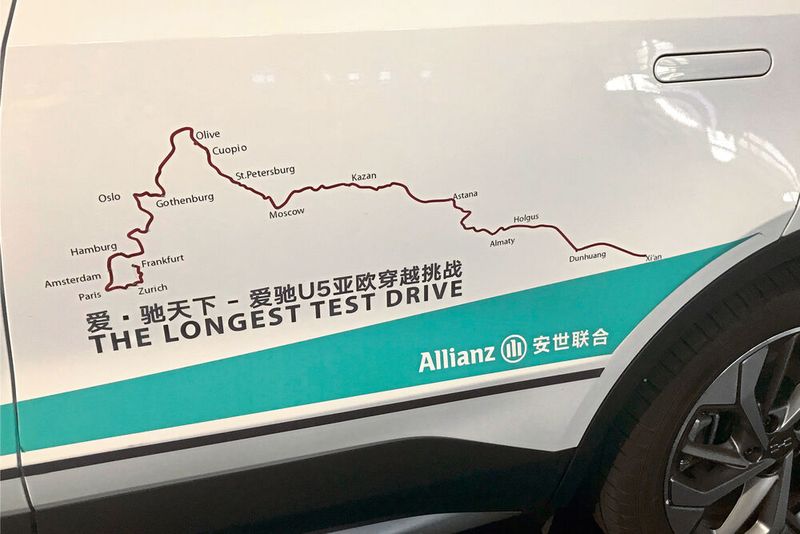 Olive
Cuopio
St.Petersburg
Kazan
Oslo
Gothenburg
Moscow
Astana
Holgus
Almaty
Hamburg
Dunhuang
Xi'an
Frankfurt
Amsterdam
Zurich
Paris
爱·驰天下 - 爱驰U5亚欧穿越挑战
THE LONGEST TEST DRIVE
Allianz 安世联合